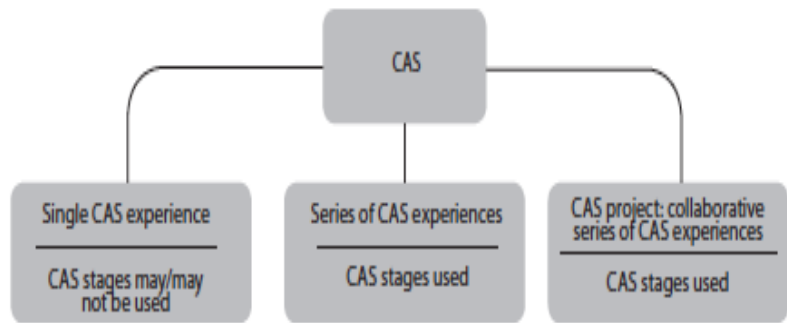 CAS
Single CAS experience
CAS stages may/may
not be used
Series of CAS experiences
CAS stages used
CAS project: collaborative
series of CAS experiences
CAS stages used